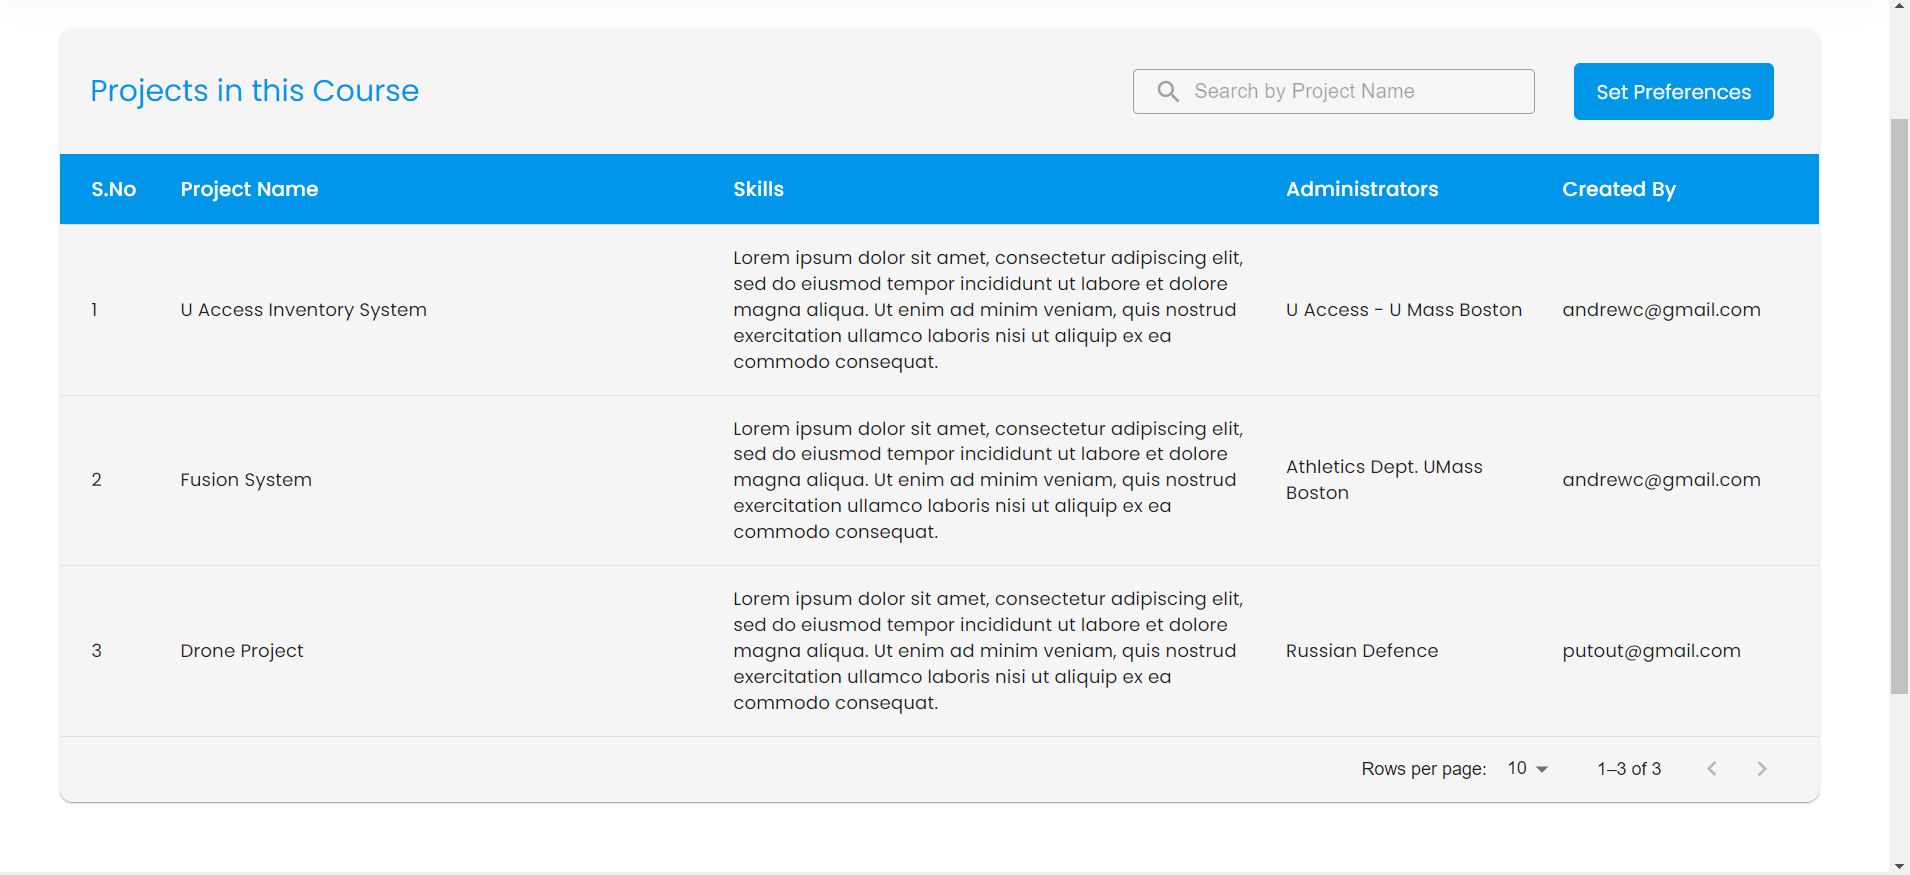 Projects in this Course
Search by Project Name
Set Preferences
S.No Project Name Skills Administrators Created By
1 U Access Inventory System
Lorem ipsum dolor sit amet, consectetur adipiscing elit,
sed do eiusmod tempor incididunt ut labore et dolore
magna aliqua. Ut enim ad minim veniam, quis nostrud
exercitation ullamco laboris nisi ut aliquip ex ea
commodo consequat.
U Access - U Mass Boston
andrewc@gmail.com
2 Fusion System
Lorem ipsum dolor sit amet, consectetur adipiscing elit,
sed do eiusmod tempor incididunt ut labore et dolore
magna aliqua. Ut enim ad minim veniam, quis nostrud
exercitation ullamco laboris nisi ut aliquip ex ea
commodo consequat.
Athletics Dept. UMass
Boston
andrewc@gmail.com
3 Drone Project
Lorem ipsum dolor sit amet, consectetur adipiscing elit,
sed do eiusmod tempor incididunt ut labore et dolore
magna aliqua. Ut enim ad minim veniam, quis nostrud
exercitation ullamco laboris nisi ut aliquip ex ea
commodo consequat.
Russian Defence
putout@gmail.com
Rows per page: 10 1–3 of 3